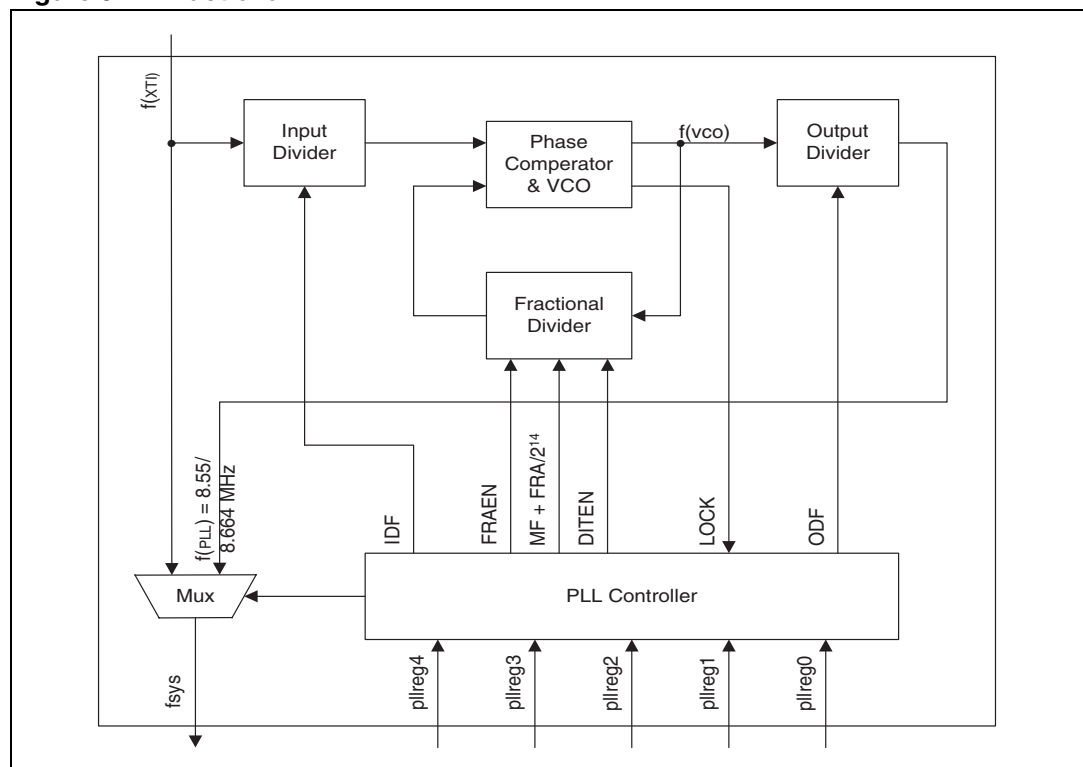 f(XTI)
Input
Divider
Phase
Comperator
& VCO
f(vco)
Output
Divider
Fractional
Divider
f(PLL) = 8.55/
8.664 MHz
IDF
FRAEN
MF + FRA/2¹⁴
DITEN
LOCK
ODF
Mux
PLL Controller
fsys
pllreg4
pllreg3
pllreg2
pllreg1
pllreg0